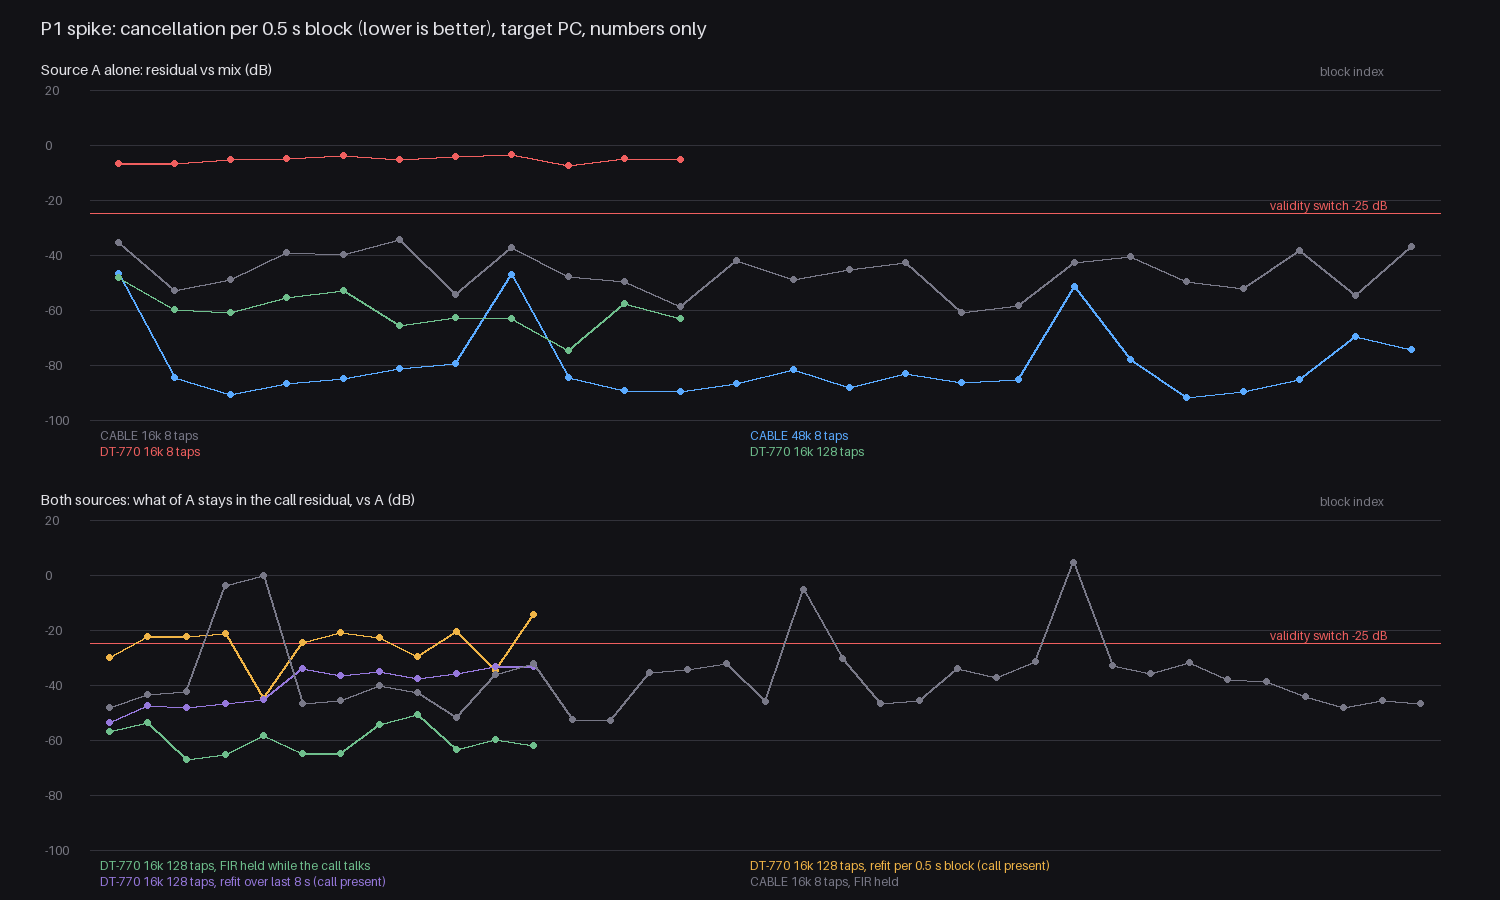 P1 spike: cancellation per 0.5 s block (lower is better), target PC, numbers only
Source A alone: residual vs mix (dB)
block index
20
0
-20
validity switch -25 dB
-40
-60
-80
-100
CABLE 16k 8 taps
CABLE 48k 8 taps
DT-770 16k 8 taps
DT-770 16k 128 taps
Both sources: what of A stays in the call residual, vs A (dB)
block index
20
0
-20
validity switch -25 dB
-40
-60
-80
-100
DT-770 16k 128 taps, FIR held while the call talks
DT-770 16k 128 taps, refit per 0.5 s block (call present)
DT-770 16k 128 taps, refit over last 8 s (call present)
CABLE 16k 8 taps, FIR held